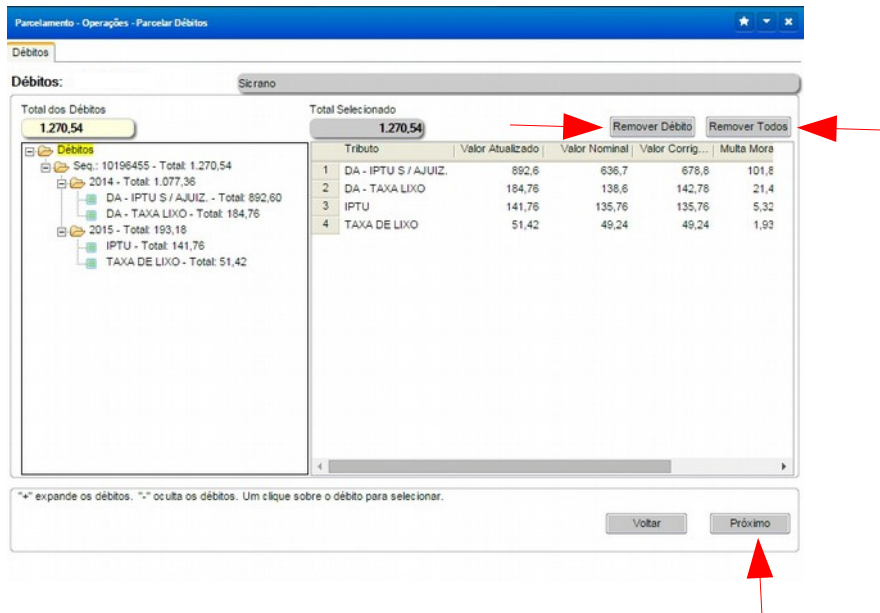 Parcelamento - Operações - Parcelar Débitos
Débitos
Débitos: Sicrano
Total dos Débitos Total Selecionado
1.270,54 1.270,54 Remover Débito Remover Todos
Débitos
Seq.: 10196455 - Total: 1.270,54
2014 - Total: 1.077,36
DA - IPTU S / AJUIZ. - Total: 892,60
DA - TAXA LIXO - Total: 184,76
2015 - Total: 193,18
IPTU - Total: 141,76
TAXA DE LIXO - Total: 51,42
Tributo Valor Atualizado Valor Nominal Valor Corrig... Multa Mora
1 DA - IPTU S / AJUIZ. 892,6 636,7 678,8 101,8
2 DA - TAXA LIXO 184,76 138,6 142,78 21,4
3 IPTU 141,76 135,76 135,76 5,32
4 TAXA DE LIXO 51,42 49,24 49,24 1,93
"+" expande os débitos. "-" oculta os débitos. Um clique sobre o débito para selecionar.
Voltar Próximo